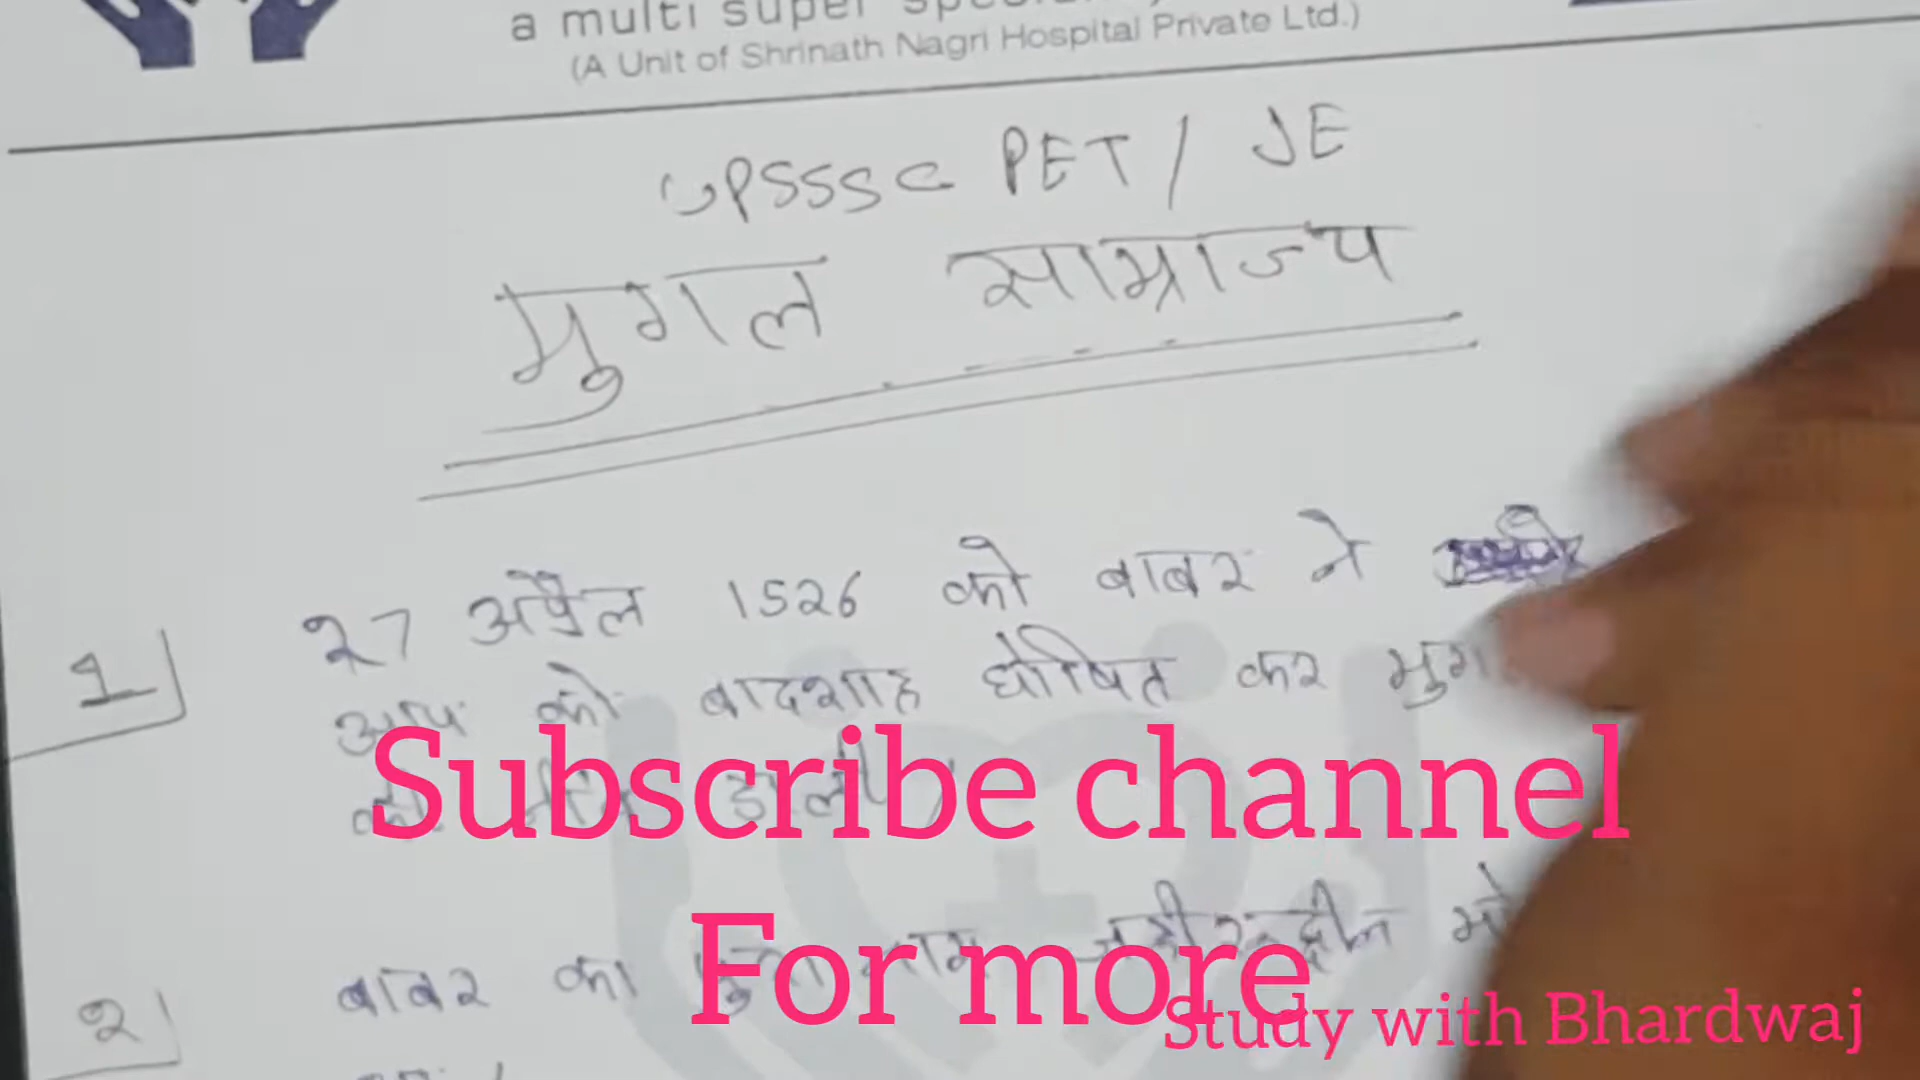 a multi super
(A Unit of Shrinath Nagri Hospital Private Ltd.)
UPSSSC PET / JE
मुगल साम्राज्य
1 27 अप्रैल 1526 को बाबर ने
आप को बादशाह घोषित कर मुग
डाली
Subscribe channel
2 बाबर का नाम
For more
Study with Bhardwaj